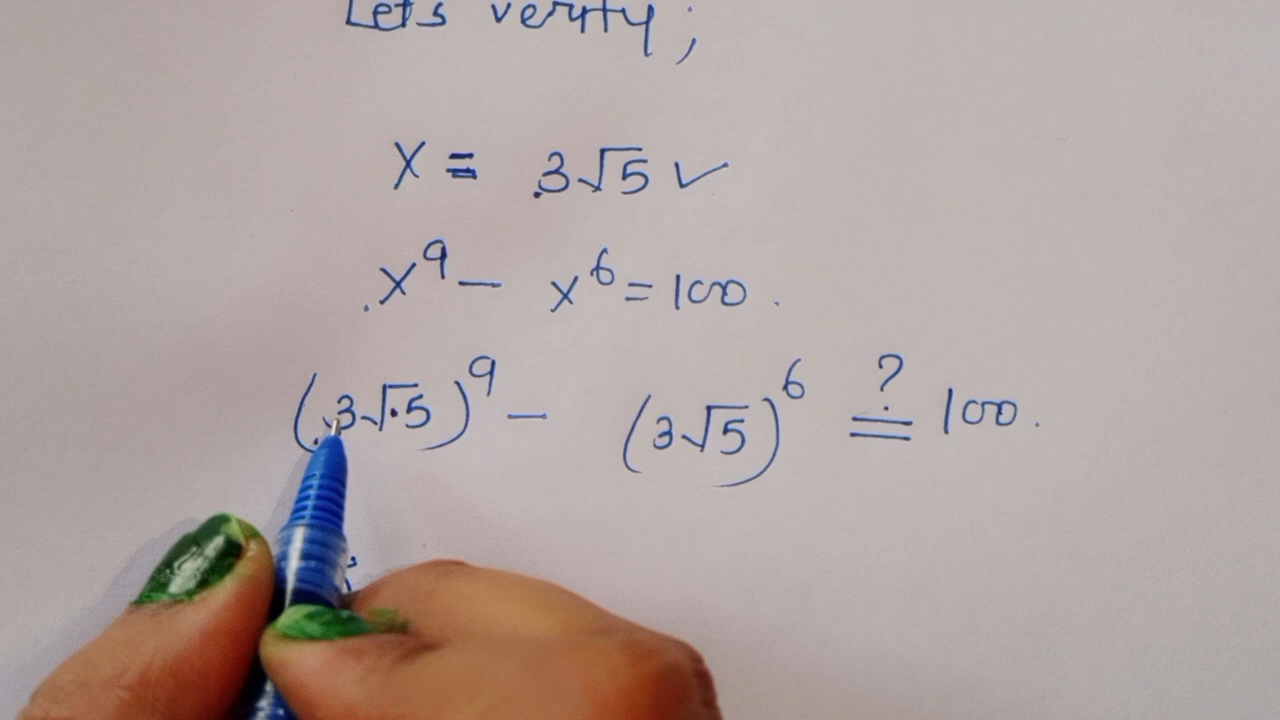 Lets verify;
x = 3√5 ✓
x⁹ - x⁶ = 100.
(3√5)⁹ - (3√5)⁶ ?= 100.